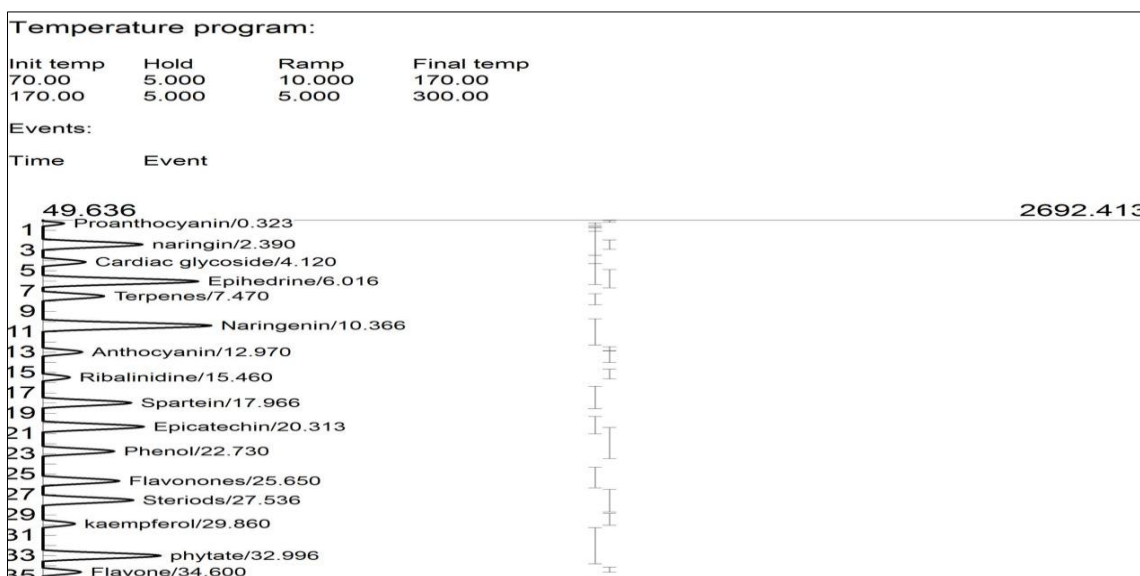 Temperature program:
Init temp Hold Ramp Final temp
70.00 5.000 10.000 170.00
170.00 5.000 5.000 300.00
Events:
Time Event
49.636 2692.413
Proanthocyanin/0.323
1
naringin/2.390
3
Cardiac glycoside/4.120
5
Epihedrine/6.016
7
Terpenes/7.470
9
Naringenin/10.366
11
Anthocyanin/12.970
13
15
Ribalinidine/15.460
17
Spartein/17.966
19
Epicatechin/20.313
21
Phenol/22.730
23
25
Flavonones/25.650
27
Steriods/27.536
29
kaempferol/29.860
31
33
phytate/32.996
35
Flavone/34.600